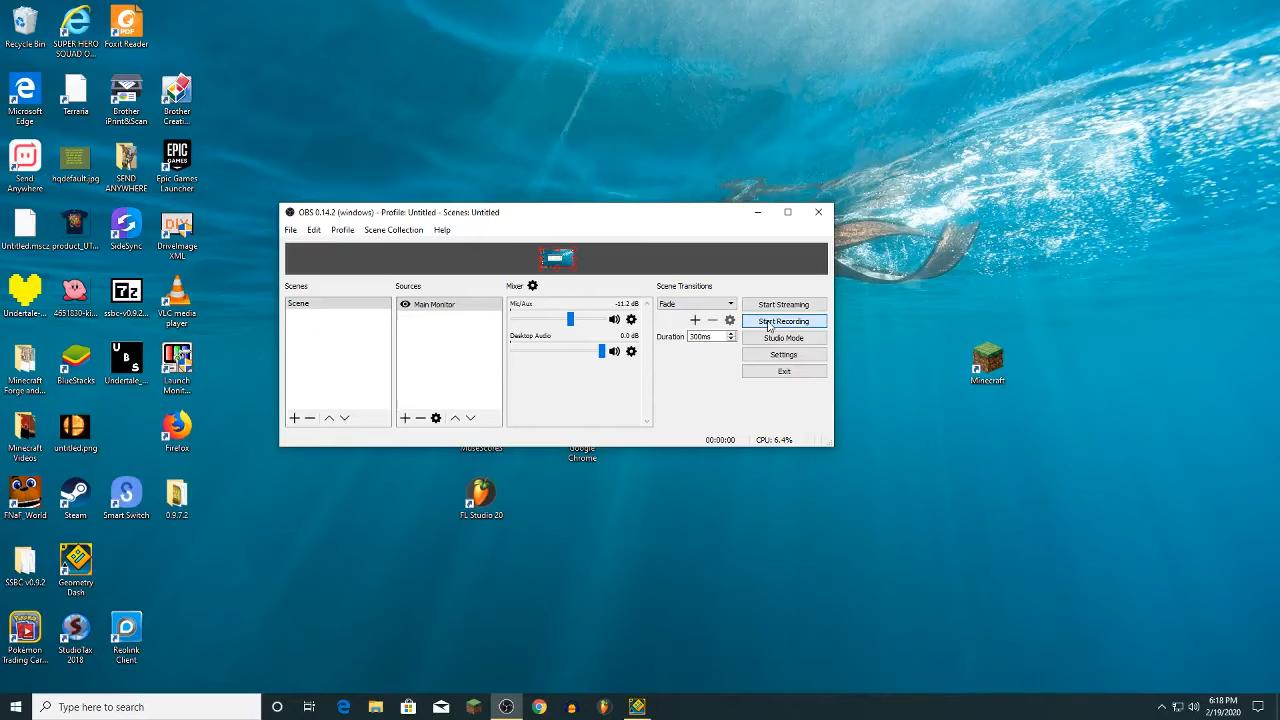 Recycle Bin
SUPER HERO
SQUAD O...
Foxit Reader
Microsoft
Edge
Terraria
Brother
iPrint&Scan
Brother
Creati...
Send
Anywhere
hqdefault.jpg
SEND
ANYWHERE
Epic Games
Launcher
Untitled.mscz
product_UT...
SideSync
DriveImage
XML
Undertale-...
4651830-ki...
ssbc-v0.9.2...
VLC media
player
Minecraft
Forge and...
BlueStacks
Undertale_...
Launch
Monit...
Minecraft
Videos
untitled.png
Firefox
FNaF_World
Steam
Smart Switch
0.9.7.2
SSBC v0.9.2
Geometry
Dash
Pokémon
Trading Car...
StudioTax
2018
Reolink
Client
OBS 0.14.2 (windows) - Profile: Untitled - Scenes: Untitled
File Edit Profile Scene Collection Help
Scenes
Scene
Sources
Main Monitor
Mixer
Mic/Aux -11.2 dB
Desktop Audio 0.0 dB
Scene Transitions
Fade
Duration 300ms
Start Streaming
Start Recording
Studio Mode
Settings
Exit
00:00:00 CPU: 6.4%
Google
Chrome
FL Studio 20
Minecraft
Type here to search
6:18 PM
2/19/2020